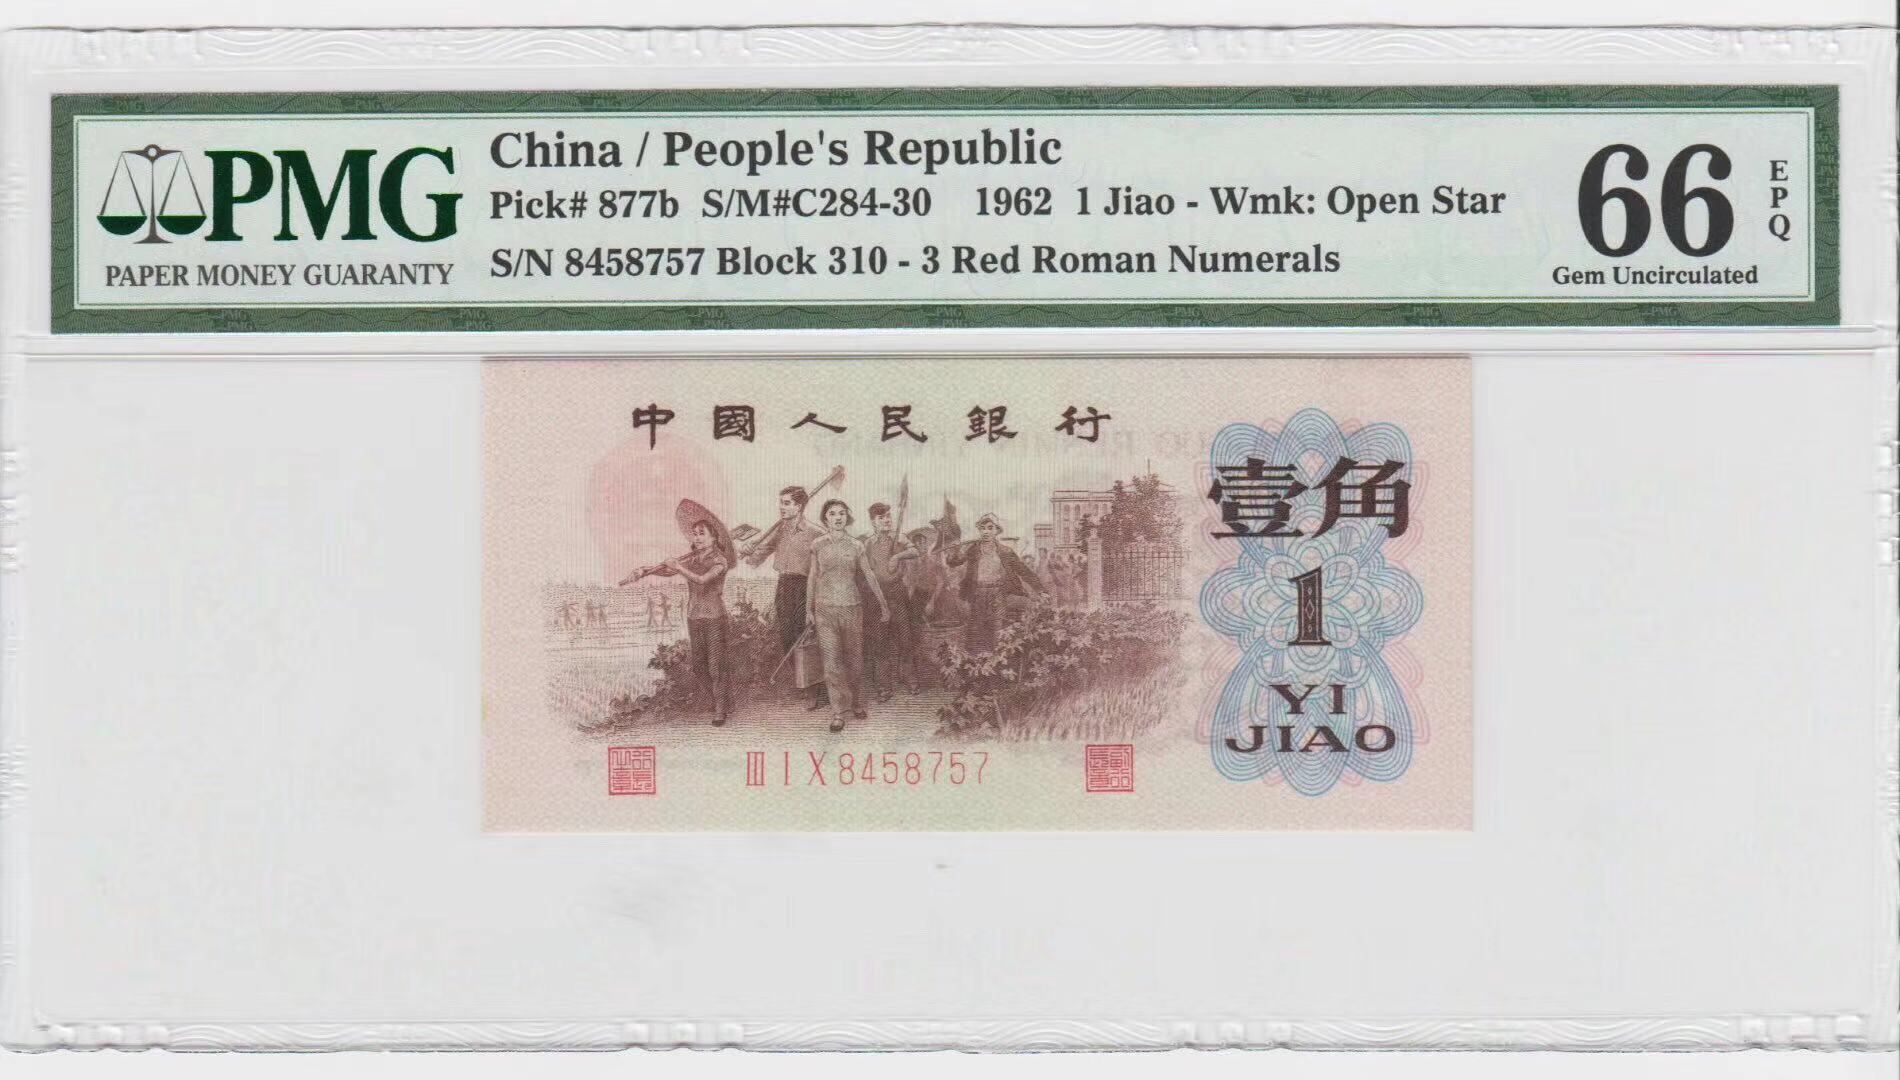 PMG
PAPER MONEY GUARANTY
China / People's Republic
Pick# 877b S/M#C284-30 1962 1 Jiao - Wmk: Open Star
S/N 8458757 Block 310 - 3 Red Roman Numerals
66
EPQ
Gem Uncirculated
中國人民銀行
壹角
1
YI
JIAO
III I X 8458757